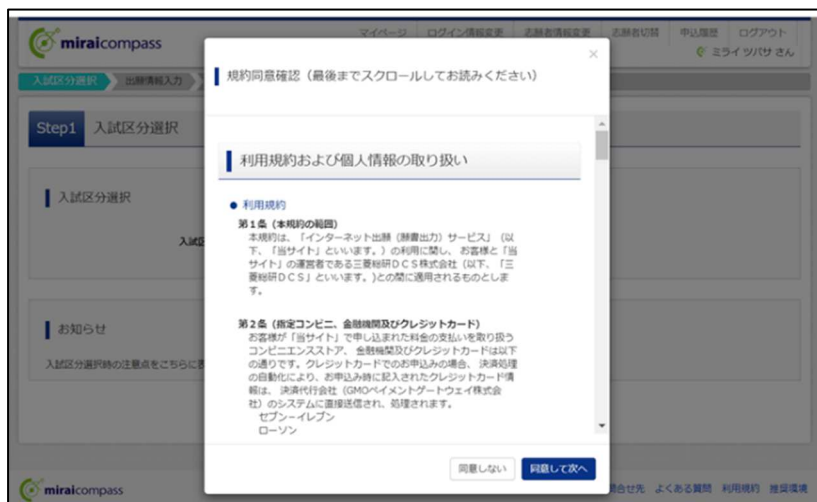 miraicompass
マイページ ログイン情報変更 志願者情報変更 志願者切替 申込履歴 ログアウト
ミライ ツバサ さん
入試区分選択 出願情報入力
Step1 入試区分選択
入試区分選択
入試区
お知らせ
入試区分選択時の注意点をこちらに表
×
規約同意確認（最後までスクロールしてお読みください）
利用規約および個人情報の取り扱い
● 利用規約
第1条（本規約の範囲）
本規約は、「インターネット出願（願書出力）サービス」（以
下、「当サイト」といいます。）の利用に関し、お客様と「当
サイト」の運営者である三菱総研ＤＣＳ株式会社（以下、「三
菱総研ＤＣＳ」といいます。)との間に適用されるものとしま
す。
第2条（指定コンビニ、金融機関及びクレジットカード）
お客様が「当サイト」で申し込まれた料金の支払いを取り扱う
コンビニエンスストア、金融機関及びクレジットカードは以下
の通りです。クレジットカードでのお申込みの場合、決済処理
の自動化により、お申込み時に記入されたクレジットカード情
報は、決済代行会社（GMOペイメントゲートウェイ株式会
社）のシステムに直接送信され、処理されます。
セブン－イレブン
ローソン
同意しない 同意して次へ
miraicompass
問合せ先 よくある質問 利用規約 推奨環境